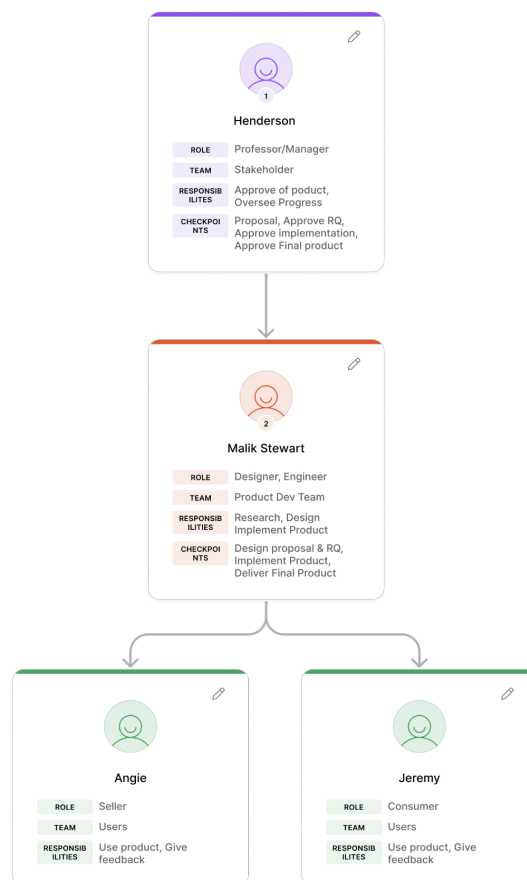 1
Henderson
ROLE Professor/Manager
TEAM Stakeholder
RESPONSIB
ILITES
Approve of poduct,
Oversee Progress
CHECKPOI
NTS
Proposal, Approve RQ,
Approve implementation,
Approve Final product
2
Malik Stewart
ROLE Designer, Engineer
TEAM Product Dev Team
RESPONSIB
ILITIES
Research, Design
Implement Product
CHECKPOI
NTS
Design proposal & RQ,
Implement Product,
Deliver Final Product
Angie
ROLE Seller
TEAM Users
RESPONSIB
ILITIES
Use product, Give
feedback
Jeremy
ROLE Consumer
TEAM Users
RESPONSIB
ILITES
Use product, Give
feedback